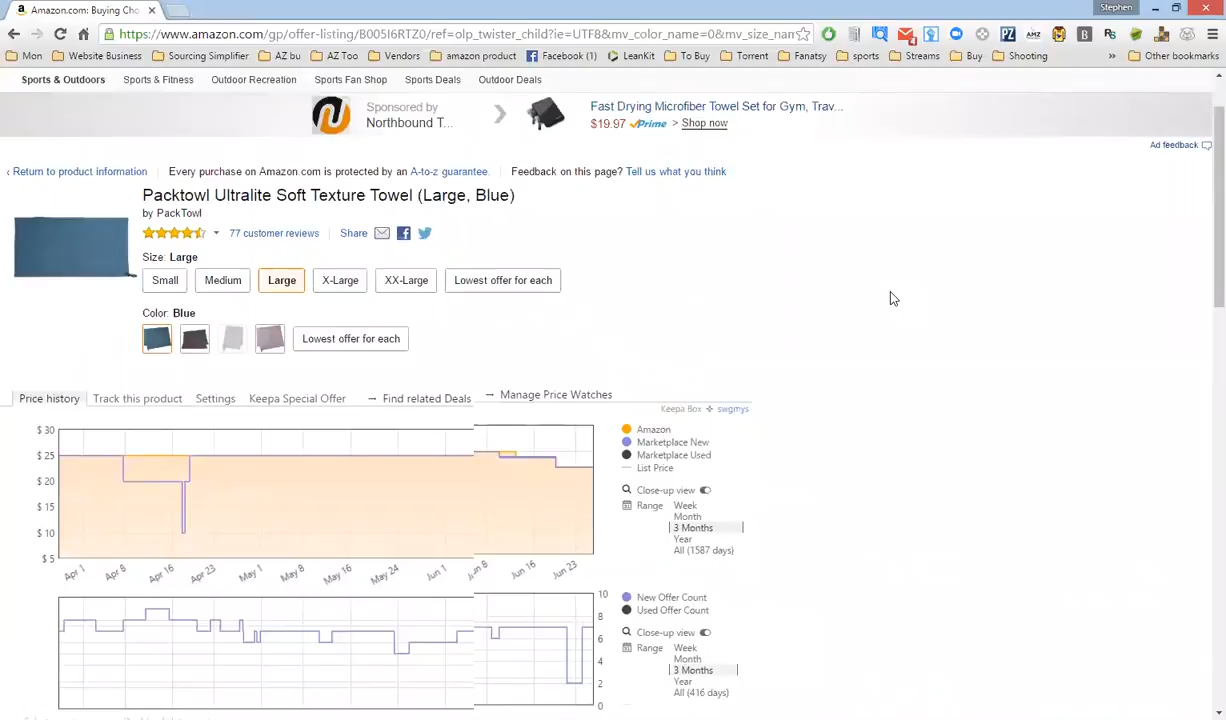 Amazon.com: Buying Cho
Stephen
https://www.amazon.com/gp/offer-listing/B005I6RTZ0/ref=olp_twister_child?ie=UTF8&mv_color_name=0&mv_size_nam
Mon Website Business Sourcing Simplifier AZ bu AZ Too Vendors amazon product Facebook (1) LeanKit To Buy Torrent Fanatsy sports Streams Buy Shooting » Other bookmarks
Sports & Outdoors Sports & Fitness Outdoor Recreation Sports Fan Shop Sports Deals Outdoor Deals
Sponsored by
Northbound T...
Fast Drying Microfiber Towel Set for Gym, Trav...
$19.97 Prime > Shop now
Ad feedback
‹ Return to product information Every purchase on Amazon.com is protected by an A-to-z guarantee. Feedback on this page? Tell us what you think
Packtowl Ultralite Soft Texture Towel (Large, Blue)
by PackTowl
77 customer reviews Share
Size: Large
Small Medium Large X-Large XX-Large Lowest offer for each
Color: Blue
Lowest offer for each
Price history Track this product Settings Keepa Special Offer → Find related Deals → Manage Price Watches
Keepa Box swgmys
$ 30
$ 25
$ 20
$ 15
$ 10
$ 5
Apr 1 Apr 8 Apr 16 Apr 23 May 1 May 8 May 16 May 24 Jun 1 Jun 8 Jun 16 Jun 23
Amazon
Marketplace New
Marketplace Used
List Price
Close-up view
Range Week
Month
3 Months
Year
All (1587 days)
10
8
6
4
2
0
New Offer Count
Used Offer Count
Close-up view
Range Week
Month
3 Months
Year
All (416 days)